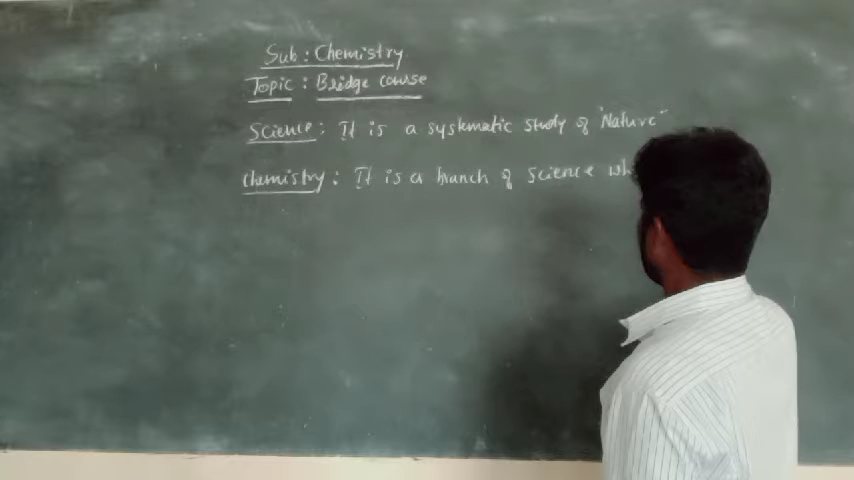 Sub : Chemistry
Topic : Bridge course
Science : It is a systematic study of "Nature"
Chemistry : It is a branch of science wh